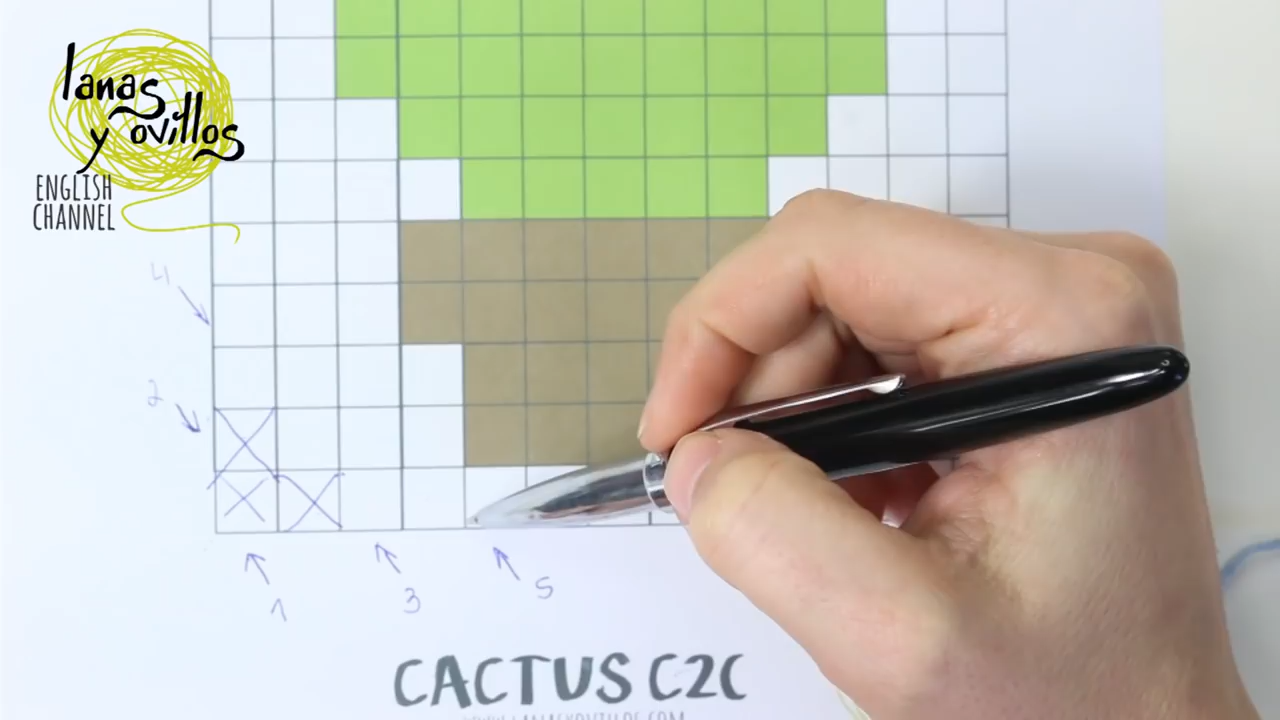 lanas
y ovillos
ENGLISH
CHANNEL
4
2
1
3
5
CACTUS C2C